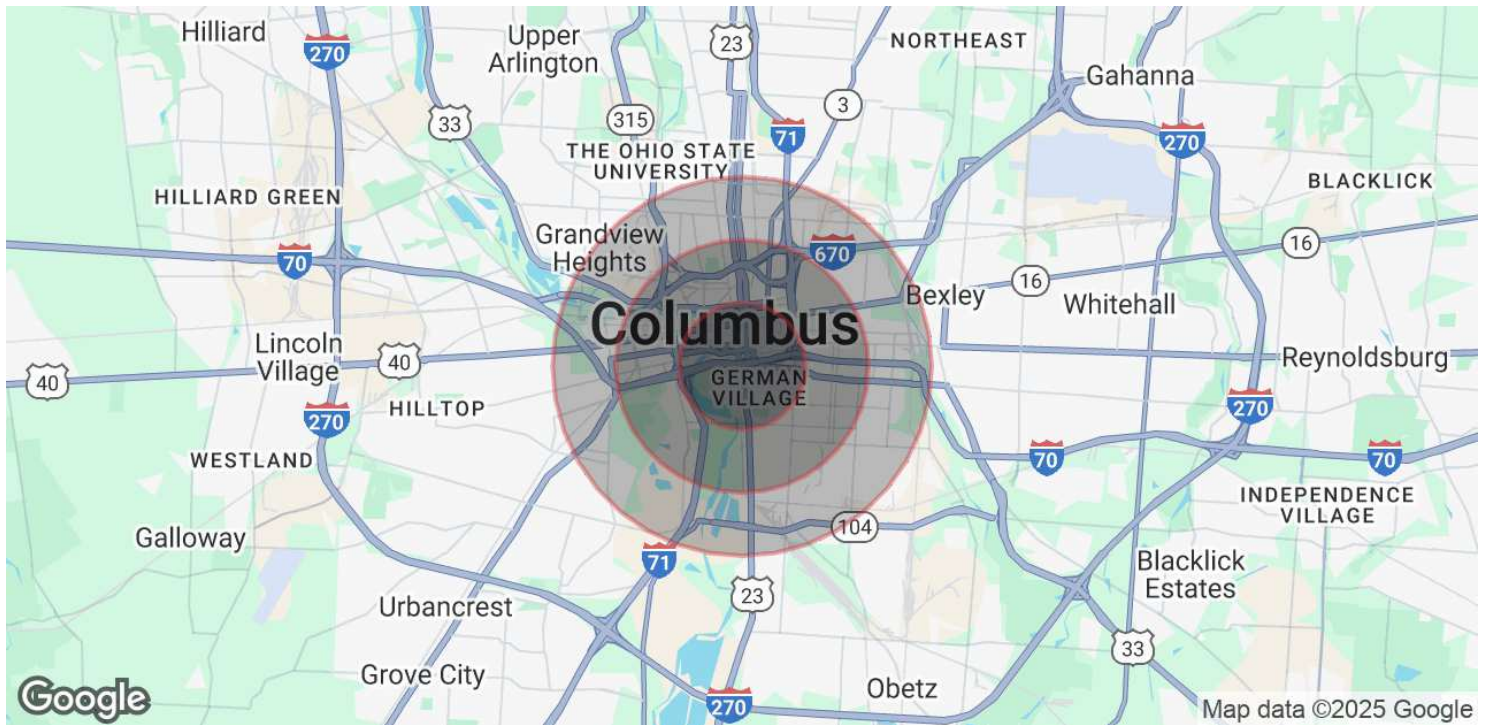 Hilliard
270
Upper
Arlington
23
NORTHEAST
Gahanna
33
315
3
71
270
THE OHIO STATE
UNIVERSITY
BLACKLICK
HILLIARD GREEN
70
Grandview
Heights
670
16
16
Bexley
Whitehall
Columbus
Lincoln
Village
40
40
Reynoldsburg
GERMAN
VILLAGE
HILLTOP
270
270
WESTLAND
70
70
INDEPENDENCE
VILLAGE
Galloway
104
71
Blacklick
Estates
Urbancrest
23
33
Grove City
Obetz
270
Google
Map data ©2025 Google